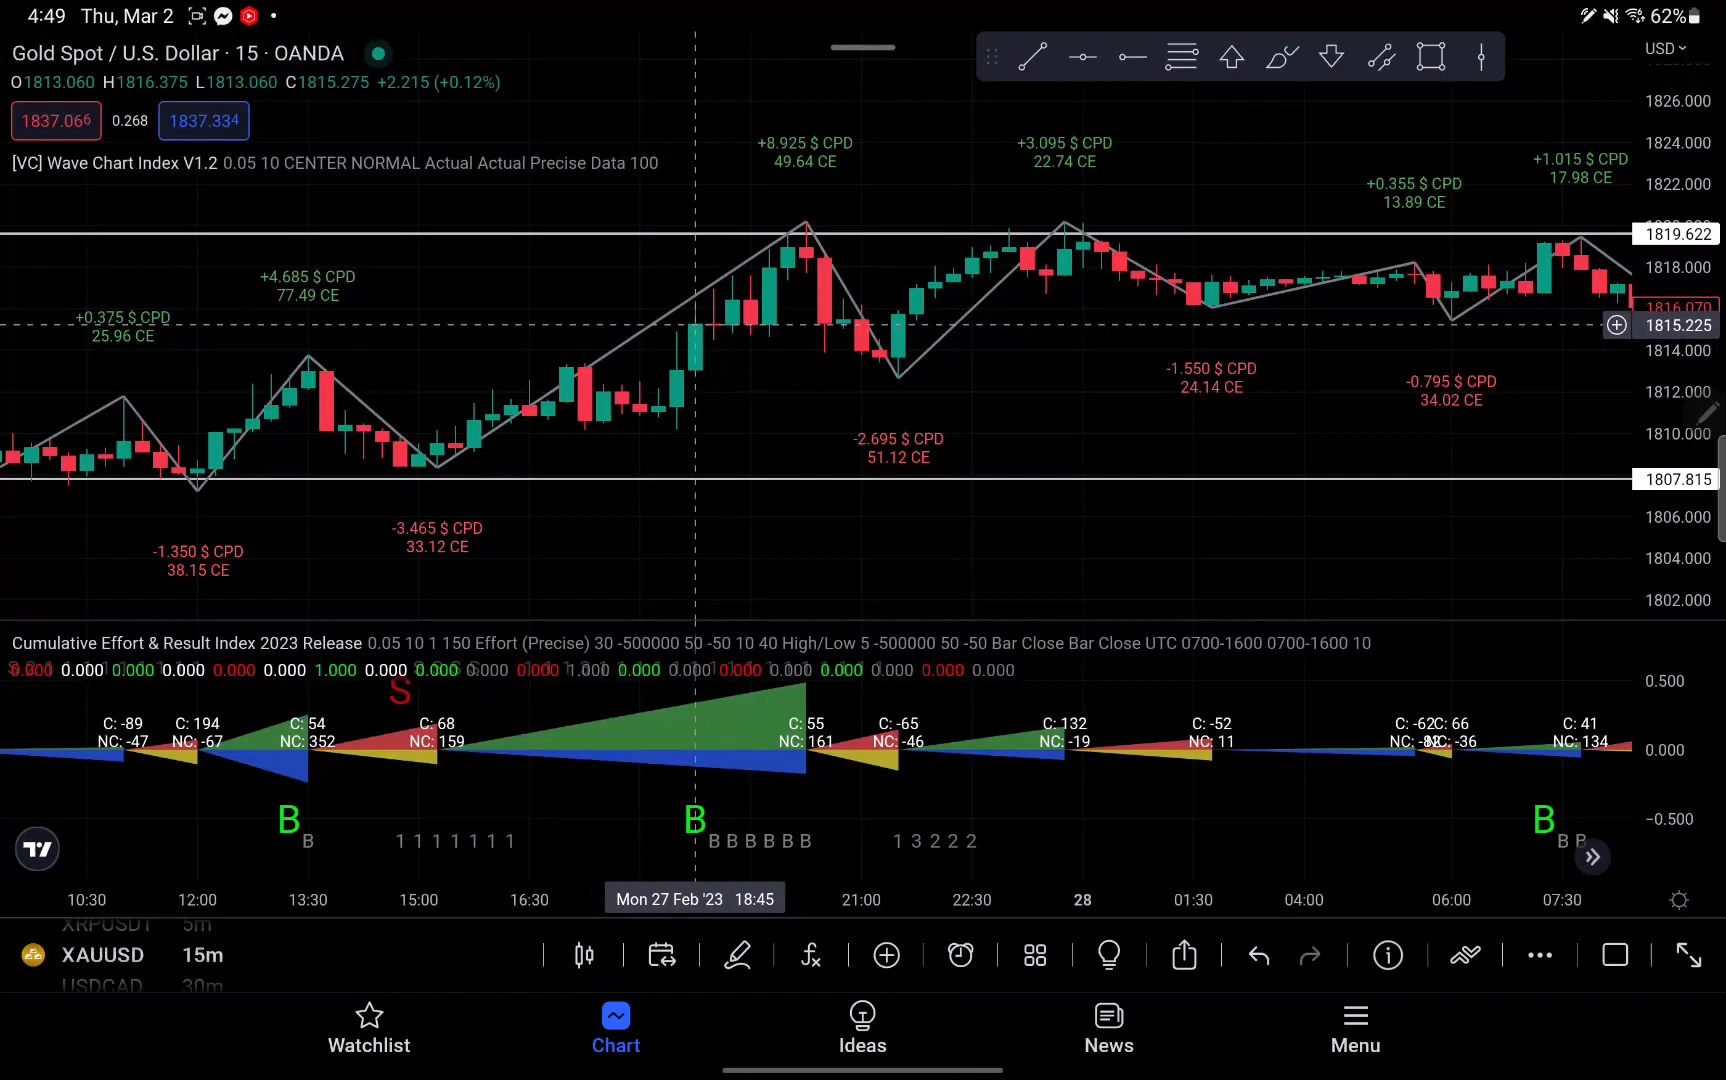 4:49 Thu, Mar 2
62%
Gold Spot / U.S. Dollar · 15 · OANDA
USD
O1813.060 H1816.375 L1813.060 C1815.275 +2.215 (+0.12%)
1837.066 0.268 1837.334
[VC] Wave Chart Index V1.2 0.05 10 CENTER NORMAL Actual Actual Precise Data 100
1826.000
1824.000
1822.000
1819.622
1818.000
1816.070
1815.225
1814.000
1812.000
1810.000
1807.815
1806.000
1804.000
1802.000
+0.375 $ CPD
25.96 CE
-1.350 $ CPD
38.15 CE
+4.685 $ CPD
77.49 CE
-3.465 $ CPD
33.12 CE
+8.925 $ CPD
49.64 CE
-2.695 $ CPD
51.12 CE
+3.095 $ CPD
22.74 CE
-1.550 $ CPD
24.14 CE
+0.355 $ CPD
13.89 CE
-0.795 $ CPD
34.02 CE
+1.015 $ CPD
17.98 CE
Cumulative Effort & Result Index 2023 Release 0.05 10 1 150 Effort (Precise) 30 -500000 50 -50 10 40 High/Low 5 -500000 50 -50 Bar Close Bar Close UTC 0700-1600 0700-1600 10
0.000 0.000 0.000 0.000 0.000 0.000 1.000 0.000 0.000 0.000 0.000 1.000 0.000 0.000 0.000 0.000 0.000 0.000 0.000 0.000
0.500
0.000
−0.500
S
C: -89
NC: -47
C: 194
NC: -67
C: 54
NC: 352
C: 68
NC: 159
C: 55
NC: 161
C: -65
NC: -46
C: 132
NC: -19
C: -52
NC: 11
C: -62
C: 66
NC: -36
C: 41
NC: 134
B B B
B 1 1 1 1 1 1 1 B B B B B B 1 3 2 2 2 B B
10:30 12:00 13:30 15:00 16:30 Mon 27 Feb '23 18:45 21:00 22:30 28 01:30 04:00 06:00 07:30
XRPUSDT 5m
XAUUSD 15m
USDCAD 30m
Watchlist Chart Ideas News Menu